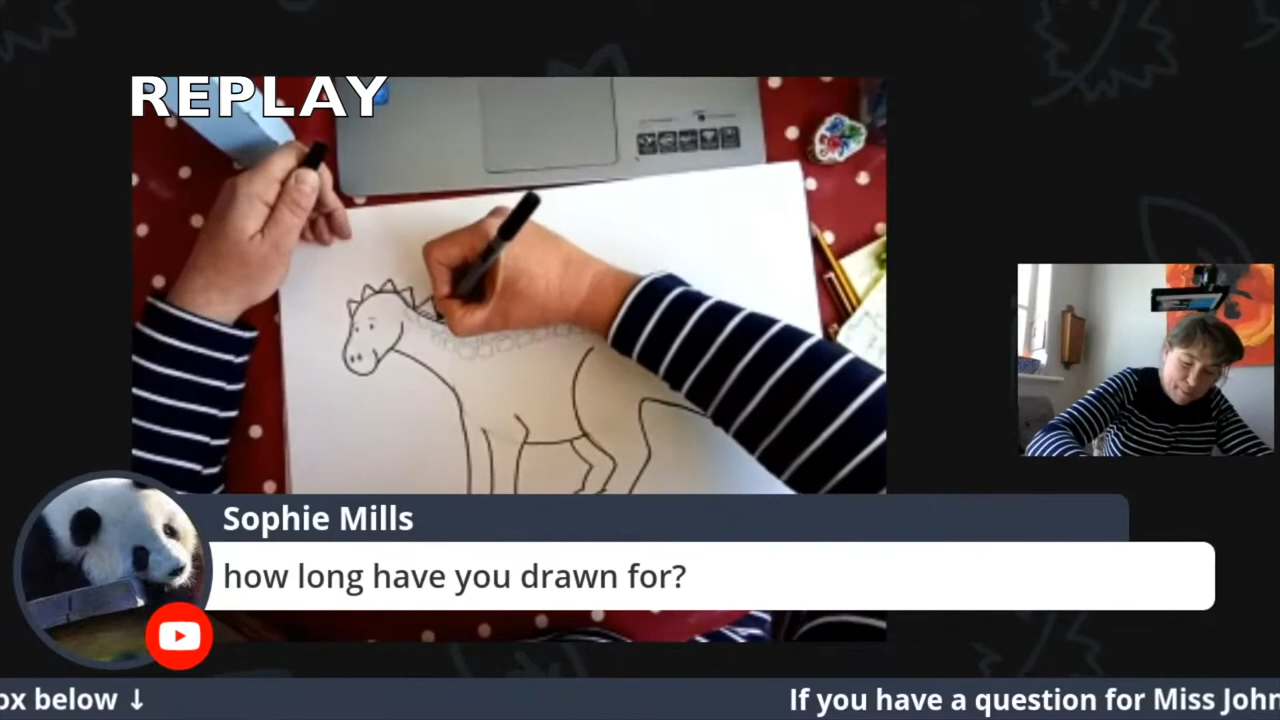 REPLAY
Sophie Mills
how long have you drawn for?
ox below ↓
If you have a question for Miss John